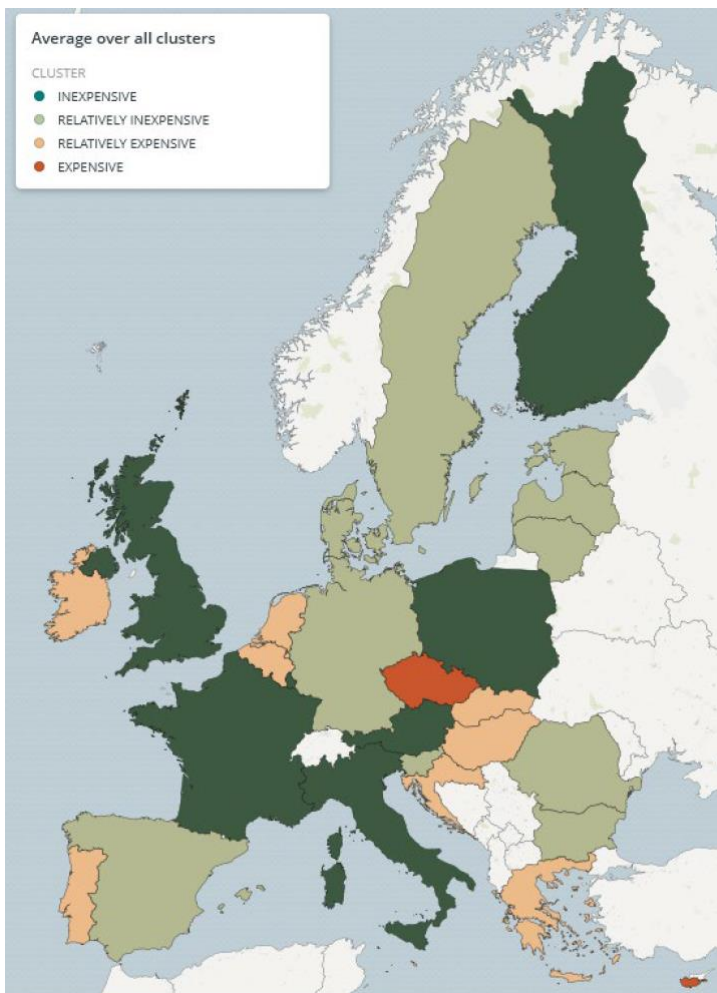 Average over all clusters
CLUSTER
INEXPENSIVE
RELATIVELY INEXPENSIVE
RELATIVELY EXPENSIVE
EXPENSIVE